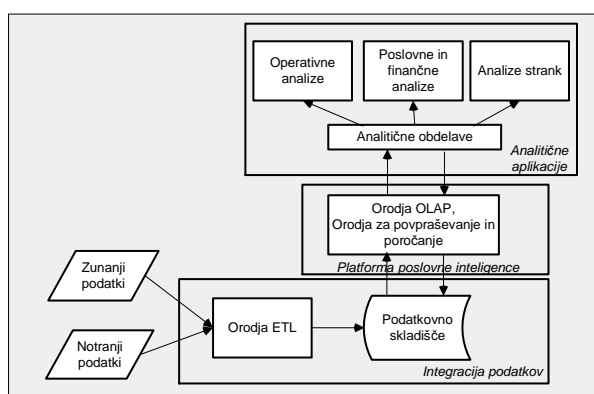 Operativne
analize
Poslovne in
finančne
analize
Analize strank
Analitične obdelave
Analitične
aplikacije
Orodja OLAP,
Orodja za povpraševanje in
poročanje
Platforma poslovne inteligence
Zunanji
podatki
Notranji
podatki
Orodja ETL
Podatkovno
skladišče
Integracija podatkov